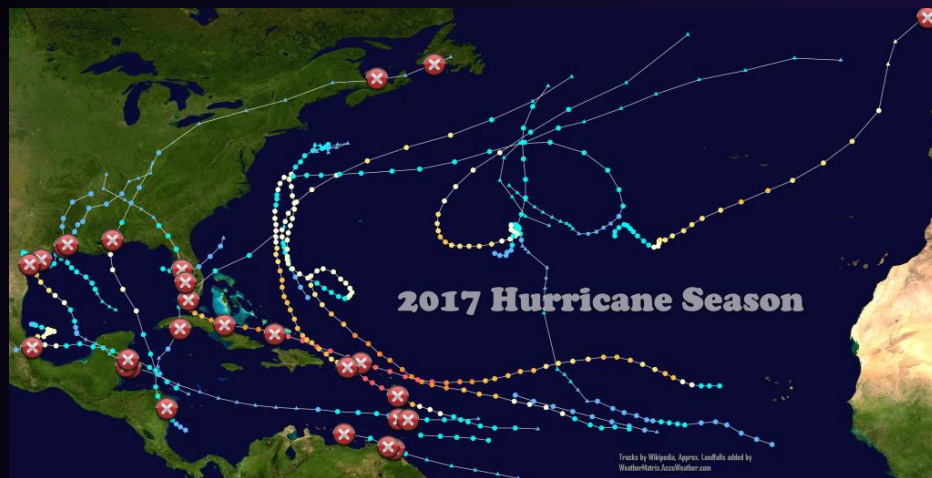 2017 Hurricane Season
Tracks by Wikipedia, Approx. Landfalls added by
WeatherMatrix.AccuWeather.com